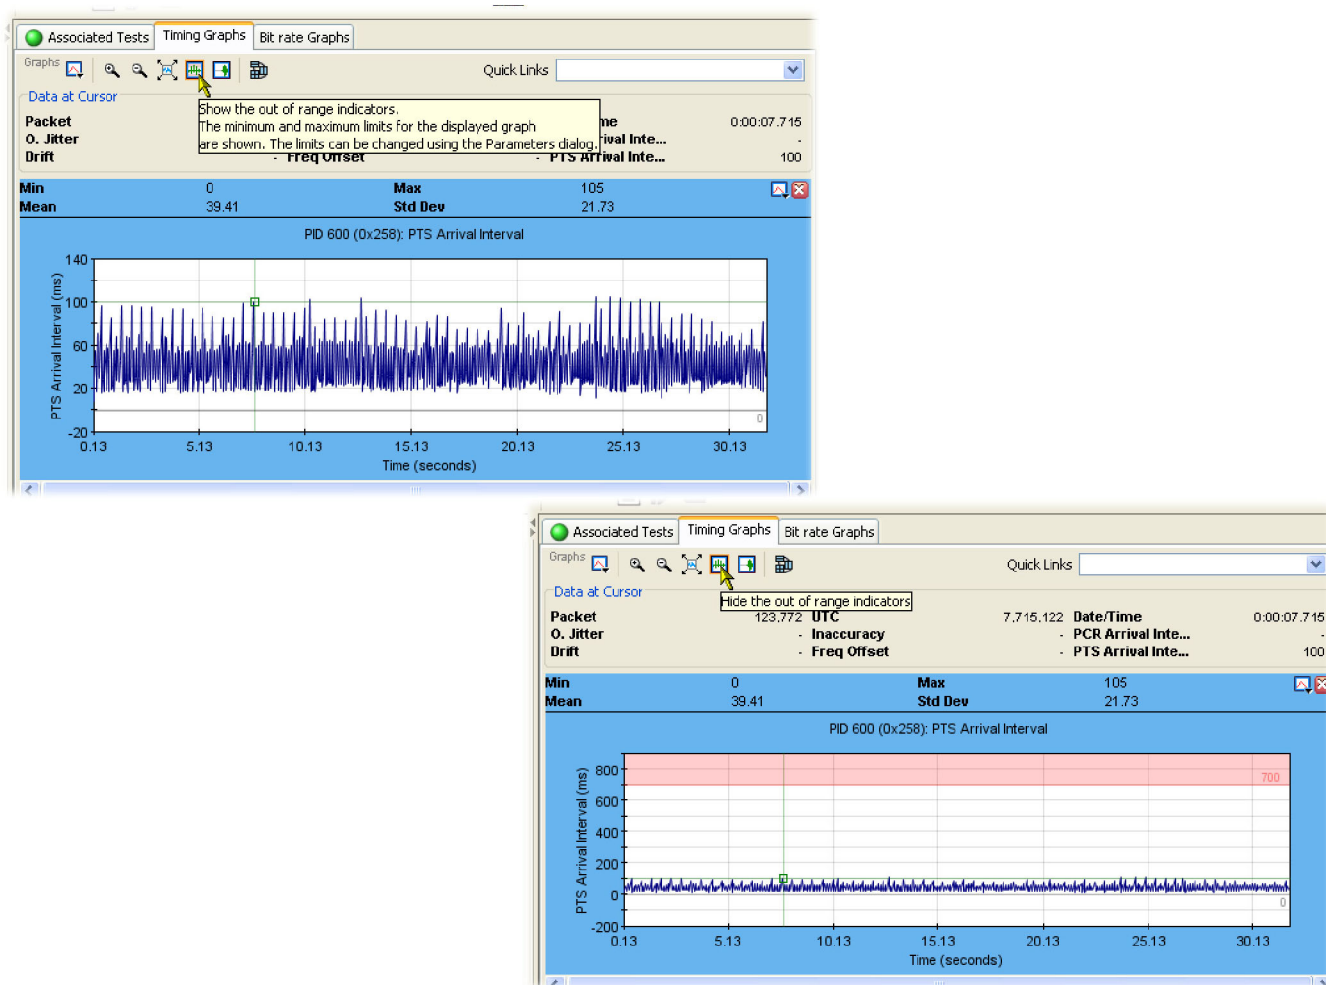 Associated Tests Timing Graphs Bit rate Graphs
Graphs Quick Links
Data at Cursor
Show the out of range indicators.
The minimum and maximum limits for the displayed graph
are shown. The limits can be changed using the Parameters dialog.
Packet me 0:00:07.715
O. Jitter rival Inte... -
Drift - Freq Offset - PTS Arrival Inte... 100
Min 0 Max 105
Mean 39.41 Std Dev 21.73
PID 600 (0x258): PTS Arrival Interval
PTS Arrival Interval (ms)
140
100
60
20
-20
0
0.13 5.13 10.13 15.13 20.13 25.13 30.13
Time (seconds)
Associated Tests Timing Graphs Bit rate Graphs
Graphs Quick Links
Data at Cursor
Hide the out of range indicators
Packet 123,772 UTC 7,715,122 Date/Time 0:00:07.715
O. Jitter - Inaccuracy - PCR Arrival Inte... -
Drift - Freq Offset - PTS Arrival Inte... 100
Min 0 Max 105
Mean 39.41 Std Dev 21.73
PID 600 (0x258): PTS Arrival Interval
PTS Arrival Interval (ms)
800
700
600
400
200
0
0
-200
0.13 5.13 10.13 15.13 20.13 25.13 30.13
Time (seconds)